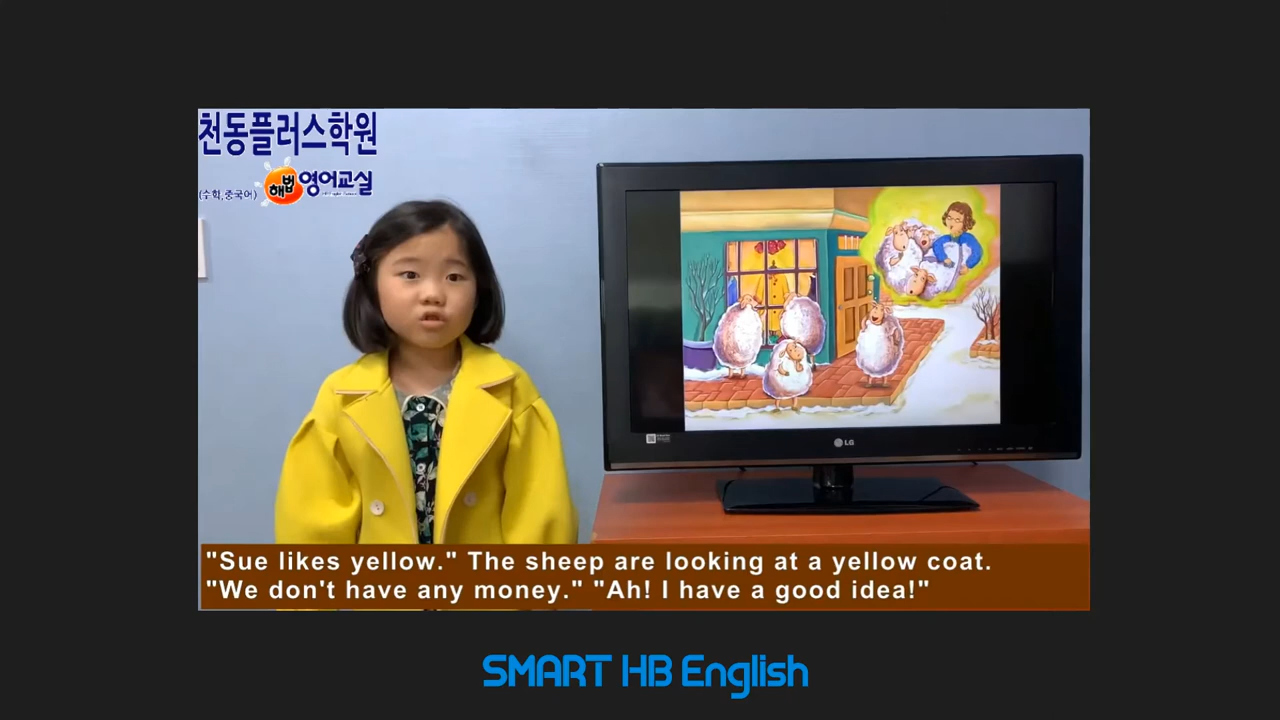 천동플러스학원
(수학,중국어) 해법 영어교실
LG
"Sue likes yellow." The sheep are looking at a yellow coat.
"We don't have any money." "Ah! I have a good idea!"
SMART HB English